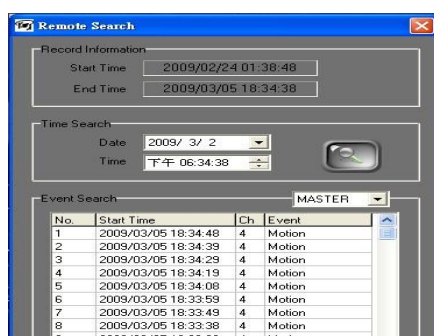 Remote Search
Record Information
Start Time 2009/02/24 01:38:48
End Time 2009/03/05 18:34:38
Time Search
Date 2009/ 3/ 2
Time 下午 06:34:38
Event Search MASTER
No. Start Time Ch Event
1 2009/03/05 18:34:48 4 Motion
2 2009/03/05 18:34:39 4 Motion
3 2009/03/05 18:34:29 4 Motion
4 2009/03/05 18:34:19 4 Motion
5 2009/03/05 18:34:08 4 Motion
6 2009/03/05 18:33:59 4 Motion
7 2009/03/05 18:33:49 4 Motion
8 2009/03/05 18:33:38 4 Motion